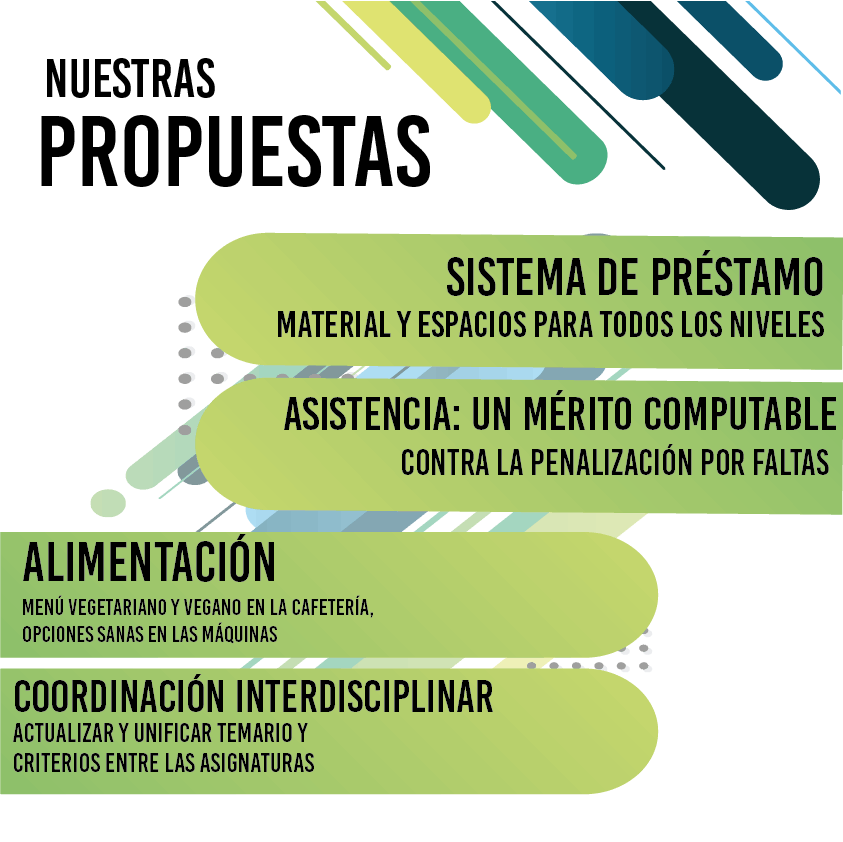 NUESTRAS
PROPUESTAS
SISTEMA DE PRÉSTAMO
MATERIAL Y ESPACIOS PARA TODOS LOS NIVELES
ASISTENCIA: UN MÉRITO COMPUTABLE
CONTRA LA PENALIZACIÓN POR FALTAS
ALIMENTACIÓN
MENÚ VEGETARIANO Y VEGANO EN LA CAFETERÍA,
OPCIONES SANAS EN LAS MÁQUINAS
COORDINACIÓN INTERDISCIPLINAR
ACTUALIZAR Y UNIFICAR TEMARIO Y
CRITERIOS ENTRE LAS ASIGNATURAS